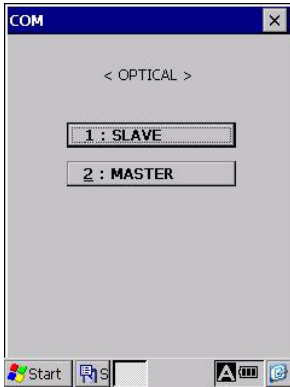 COM
< OPTICAL >
1 : SLAVE
2 : MASTER
Start
S
A